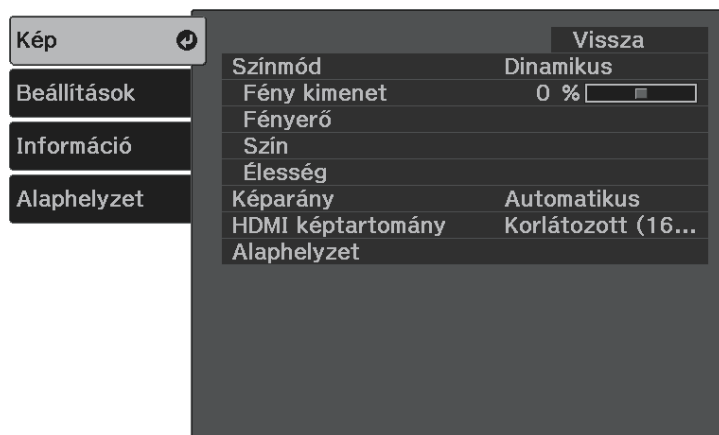 Kép
Beállítások
Információ
Alaphelyzet
Vissza
Színmód Dinamikus
Fény kimenet 0 %
Fényerő
Szín
Élesség
Képarány Automatikus
HDMI képtartomány Korlátozott (16...
Alaphelyzet